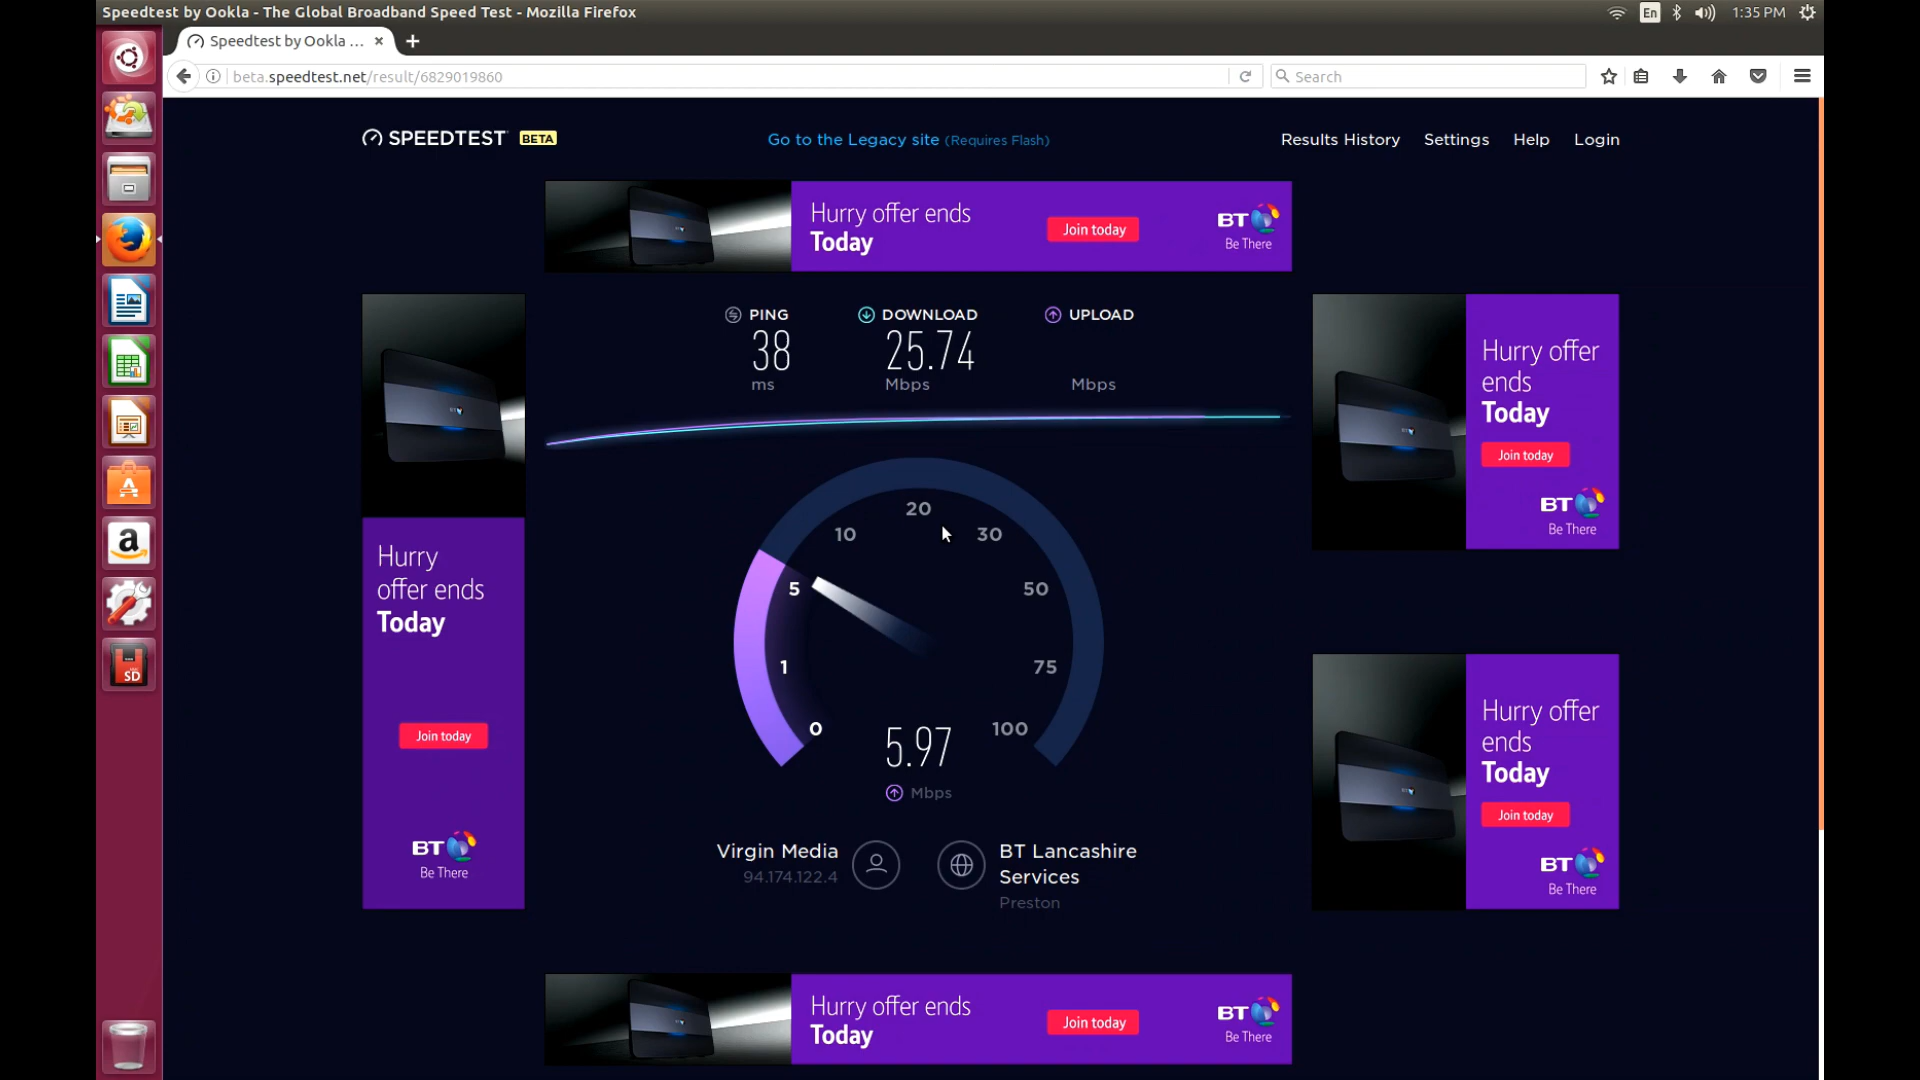 Speedtest by Ookla - The Global Broadband Speed Test - Mozilla Firefox
En
1:35 PM
Speedtest by Ookla ...
beta.speedtest.net/result/6829019860
Search
SPEEDTEST BETA
Go to the Legacy site (Requires Flash)
Results History
Settings
Help
Login
Hurry offer ends
Today
Join today
BT
Be There
PING
38
ms
DOWNLOAD
25.74
Mbps
UPLOAD
Mbps
0
1
5
10
20
30
50
75
100
5.97
Mbps
Virgin Media
94.174.122.4
BT Lancashire
Services
Preston
Hurry
offer ends
Today
Join today
BT
Be There
Hurry offer
ends
Today
Join today
BT
Be There
Hurry offer
ends
Today
Join today
BT
Be There
Hurry offer ends
Today
Join today
BT
Be There
a
SD